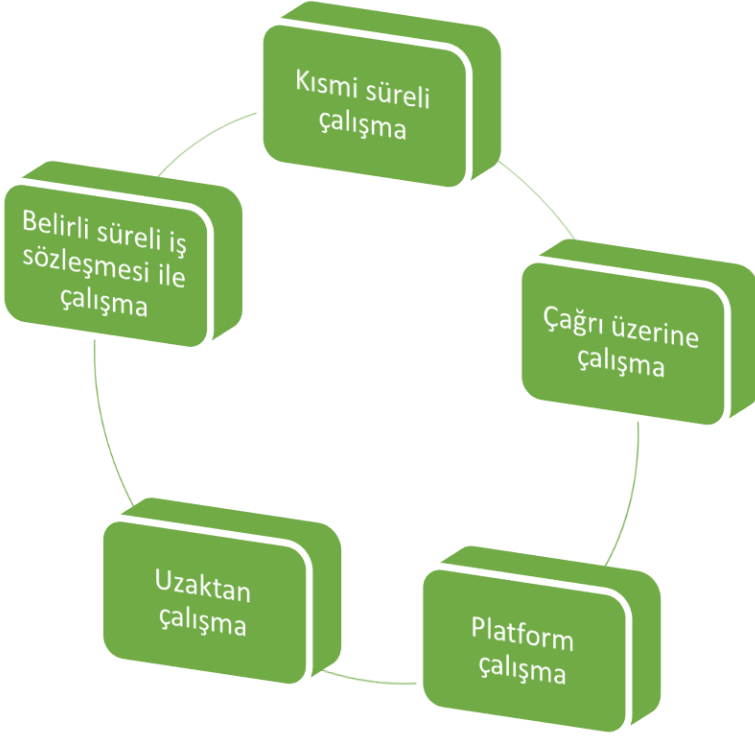 Kısmi süreli
çalışma
Çağrı üzerine
çalışma
Platform
çalışma
Uzaktan
çalışma
Belirli süreli iş
sözleşmesi ile
çalışma